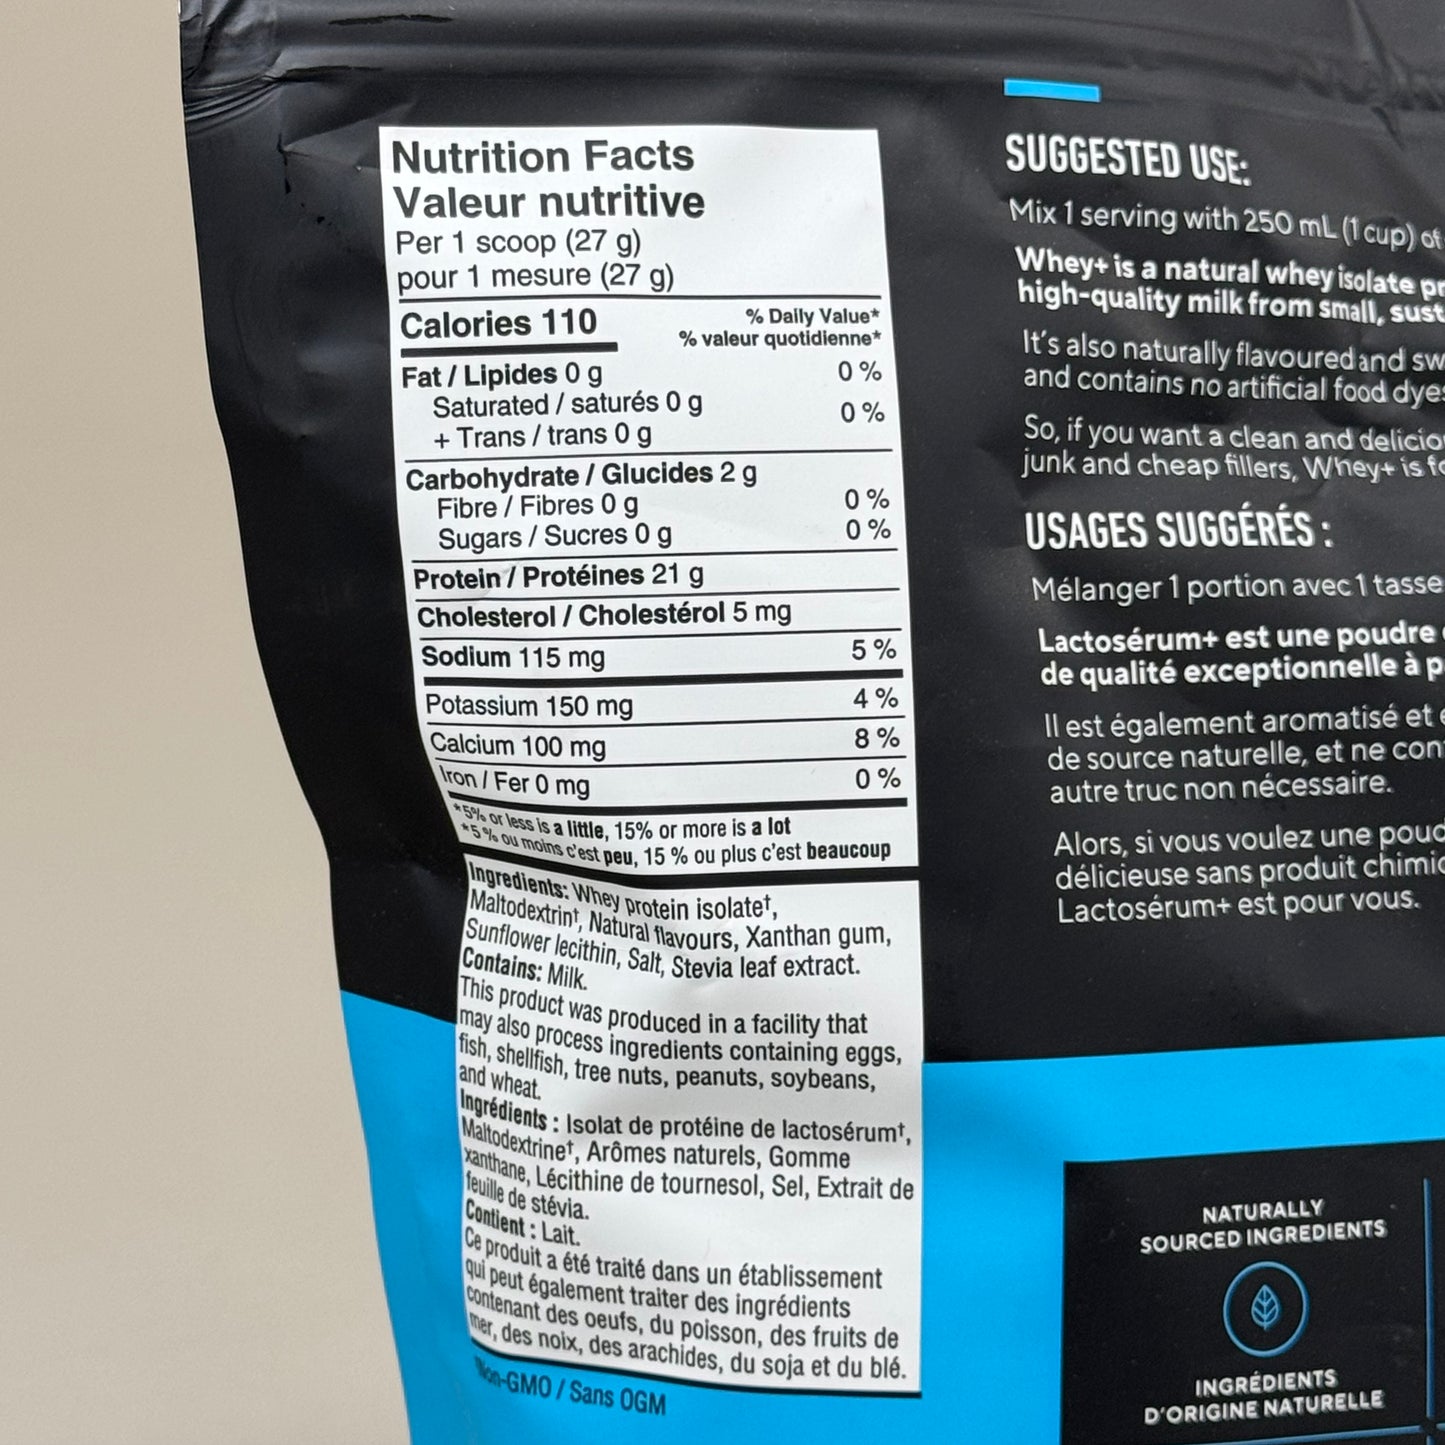 Nutrition Facts
Valeur nutritive
Per 1 scoop (27 g)
pour 1 mesure (27 g)
Calories 110
% Daily Value*
% valeur quotidienne*
Fat / Lipides 0 g 0 %
Saturated / saturés 0 g
+ Trans / trans 0 g
0 %
Carbohydrate / Glucides 2 g
Fibre / Fibres 0 g 0 %
Sugars / Sucres 0 g 0 %
Protein / Protéines 21 g
Cholesterol / Cholestérol 5 mg
Sodium 115 mg 5 %
Potassium 150 mg 4 %
Calcium 100 mg 8 %
Iron / Fer 0 mg 0 %
*5% or less is a little, 15% or more is a lot
*5 % ou moins c'est peu, 15 % ou plus c'est beaucoup
Ingredients: Whey protein isolate†,
Maltodextrin†, Natural flavours, Xanthan gum,
Sunflower lecithin, Salt, Stevia leaf extract.
Contains: Milk.
This product was produced in a facility that
may also process ingredients containing eggs,
fish, shellfish, tree nuts, peanuts, soybeans,
and wheat.
Ingrédients : Isolat de protéine de lactosérum†,
Maltodextrine†, Arômes naturels, Gomme
xanthane, Lécithine de tournesol, Sel, Extrait de
feuille de stévia.
Contient : Lait.
Ce produit a été traité dans un établissement
qui peut également traiter des ingrédients
contenant des oeufs, du poisson, des fruits de
mer, des noix, des arachides, du soja et du blé.
Non-GMO / Sans OGM
SUGGESTED USE:
Mix 1 serving with 250 mL (1 cup) of
Whey+ is a natural whey isolate
high-quality milk from small,
It's also naturally flavoured and
and contains no artificial food
So, if you want a clean and
junk and cheap fillers, Whey+ is
USAGES SUGGÉRÉS :
Mélanger 1 portion avec 1 tasse
Lactosérum+ est une poudre
de qualité exceptionnelle à
Il est également aromatisé et
de source naturelle, et ne
autre truc non nécessaire.
Alors, si vous voulez une
délicieuse sans produit
Lactosérum+ est pour vous.
NATURALLY
SOURCED INGREDIENTS
INGRÉDIENTS
D'ORIGINE NATURELLE